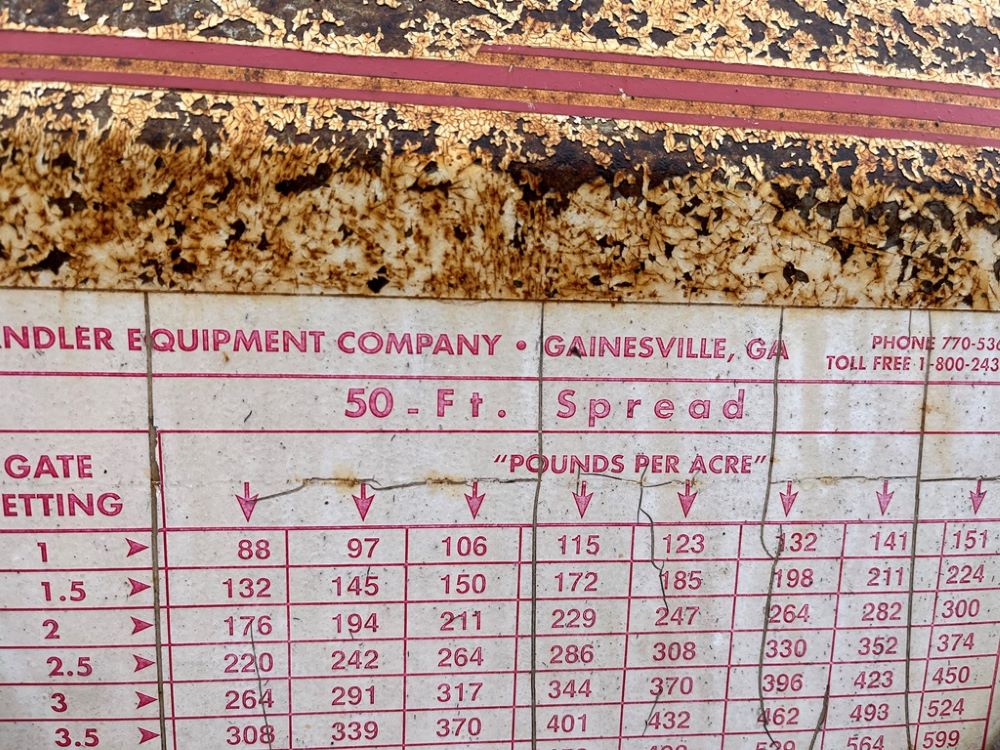 NDLER EQUIPMENT COMPANY • GAINESVILLE, GA
PHONE 770-536
TOLL FREE 1-800-243
50-Ft. Spread
GATE
ETTING
"POUNDS PER ACRE"
1 88 97 106 115 123 132 141 151
1.5 132 145 150 172 185 198 211 224
2 176 194 211 229 247 264 282 300
2.5 220 242 264 286 308 330 352 374
3 264 291 317 344 370 396 423 450
3.5 308 339 370 401 432 462 493 524
564 599